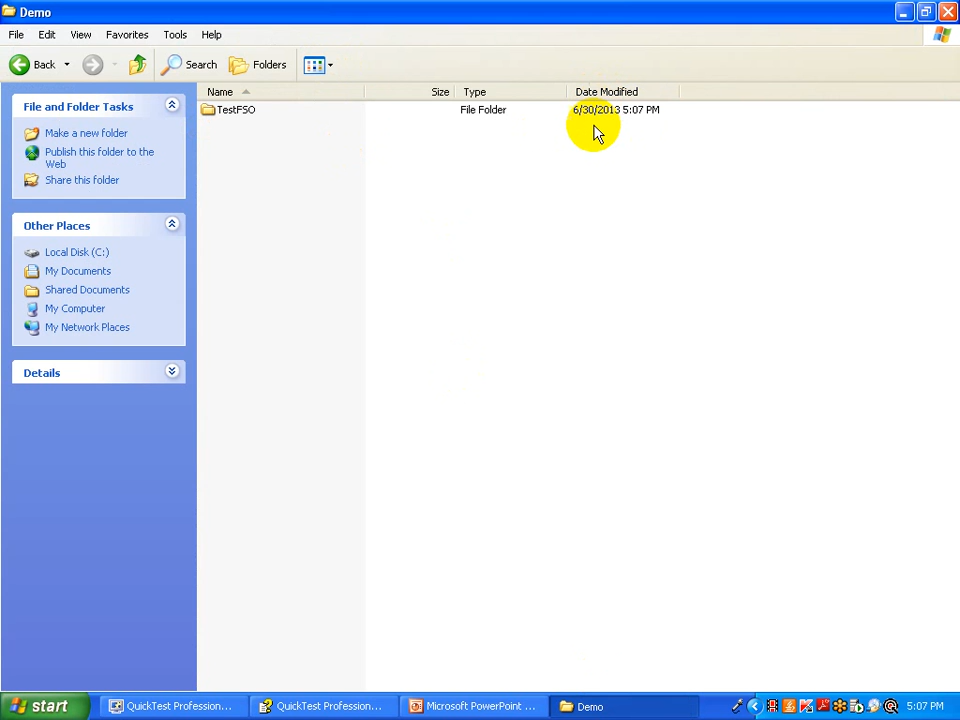 Demo
File Edit View Favorites Tools Help
Back Search Folders
Name Size Type Date Modified
TestFSO File Folder 6/30/2013 5:07 PM
File and Folder Tasks
Make a new folder
Publish this folder to the
Web
Share this folder
Other Places
Local Disk (C:)
My Documents
Shared Documents
My Computer
My Network Places
Details
start QuickTest Profession... QuickTest Profession... Microsoft PowerPoint ... Demo 5:07 PM